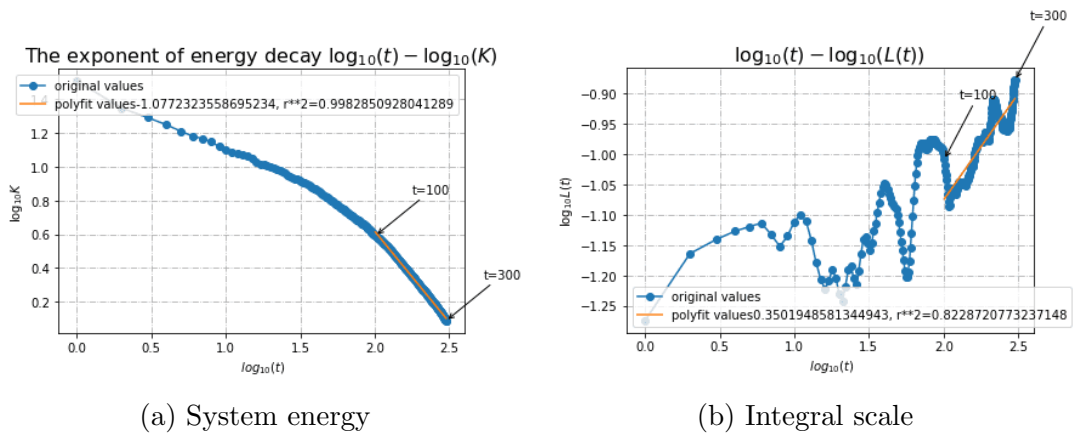 The exponent of energy decay log₁₀(t) − log₁₀(K)
original values
polyfit values-1.0772323558695234, r**2=0.9982850928041289
1.4
1.2
1.0
0.8
0.6
0.4
0.2
log₁₀K
t=100
t=300
0.0 0.5 1.0 1.5 2.0 2.5
log₁₀(t)
(a) System energy
t=300
log₁₀(t) − log₁₀(L(t))
t=100
−0.90
−0.95
−1.00
−1.05
−1.10
−1.15
−1.20
−1.25
log₁₀L(t)
original values
polyfit values0.3501948581344943, r**2=0.8228720773237148
0.0 0.5 1.0 1.5 2.0 2.5
log₁₀(t)
(b) Integral scale